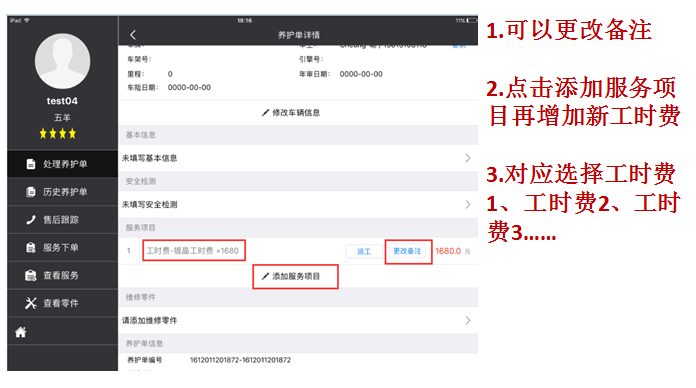 iPad
18:16
11%
养护单详情
车架号:
引擎号:
里程:
0
年审日期:
0000-00-00
车险日期:
0000-00-00
修改车辆信息
基本信息
未填写基本信息
安全检测
未填写安全检测
服务项目
1
工时费-镀晶工时费 ×1680
派工
更改备注
1680.0 元
添加服务项目
维修零件
请添加维修零件
养护单信息
养护单编号
1612011201872-1612011201872
test04
五羊
处理养护单
历史养护单
售后跟踪
服务下单
查看服务
查看零件
1.可以更改备注
2.点击添加服务项
目再增加新工时费
3.对应选择工时费
1、工时费2、工时
费3……